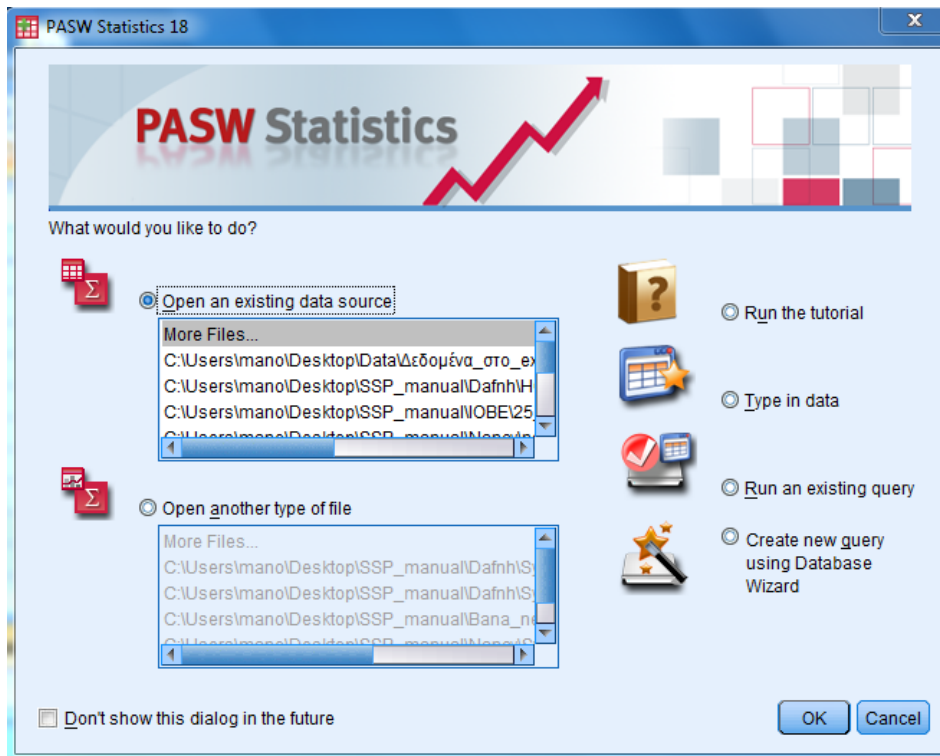 PASW Statistics 18
PASW Statistics
What would you like to do?
Open an existing data source
More Files...
C:\Users\mano\Desktop\Data\Δεδομένα_στο_ex
C:\Users\mano\Desktop\SSP_manual\Dafnh\H
C:\Users\mano\Desktop\SSP_manual\IOBE\25_
Open another type of file
More Files...
C:\Users\mano\Desktop\SSP_manual\Dafnh\Sy
C:\Users\mano\Desktop\SSP_manual\Dafnh\Sy
C:\Users\mano\Desktop\SSP_manual\Bana_ne
Run the tutorial
Type in data
Run an existing query
Create new query
using Database
Wizard
Don't show this dialog in the future
OK
Cancel